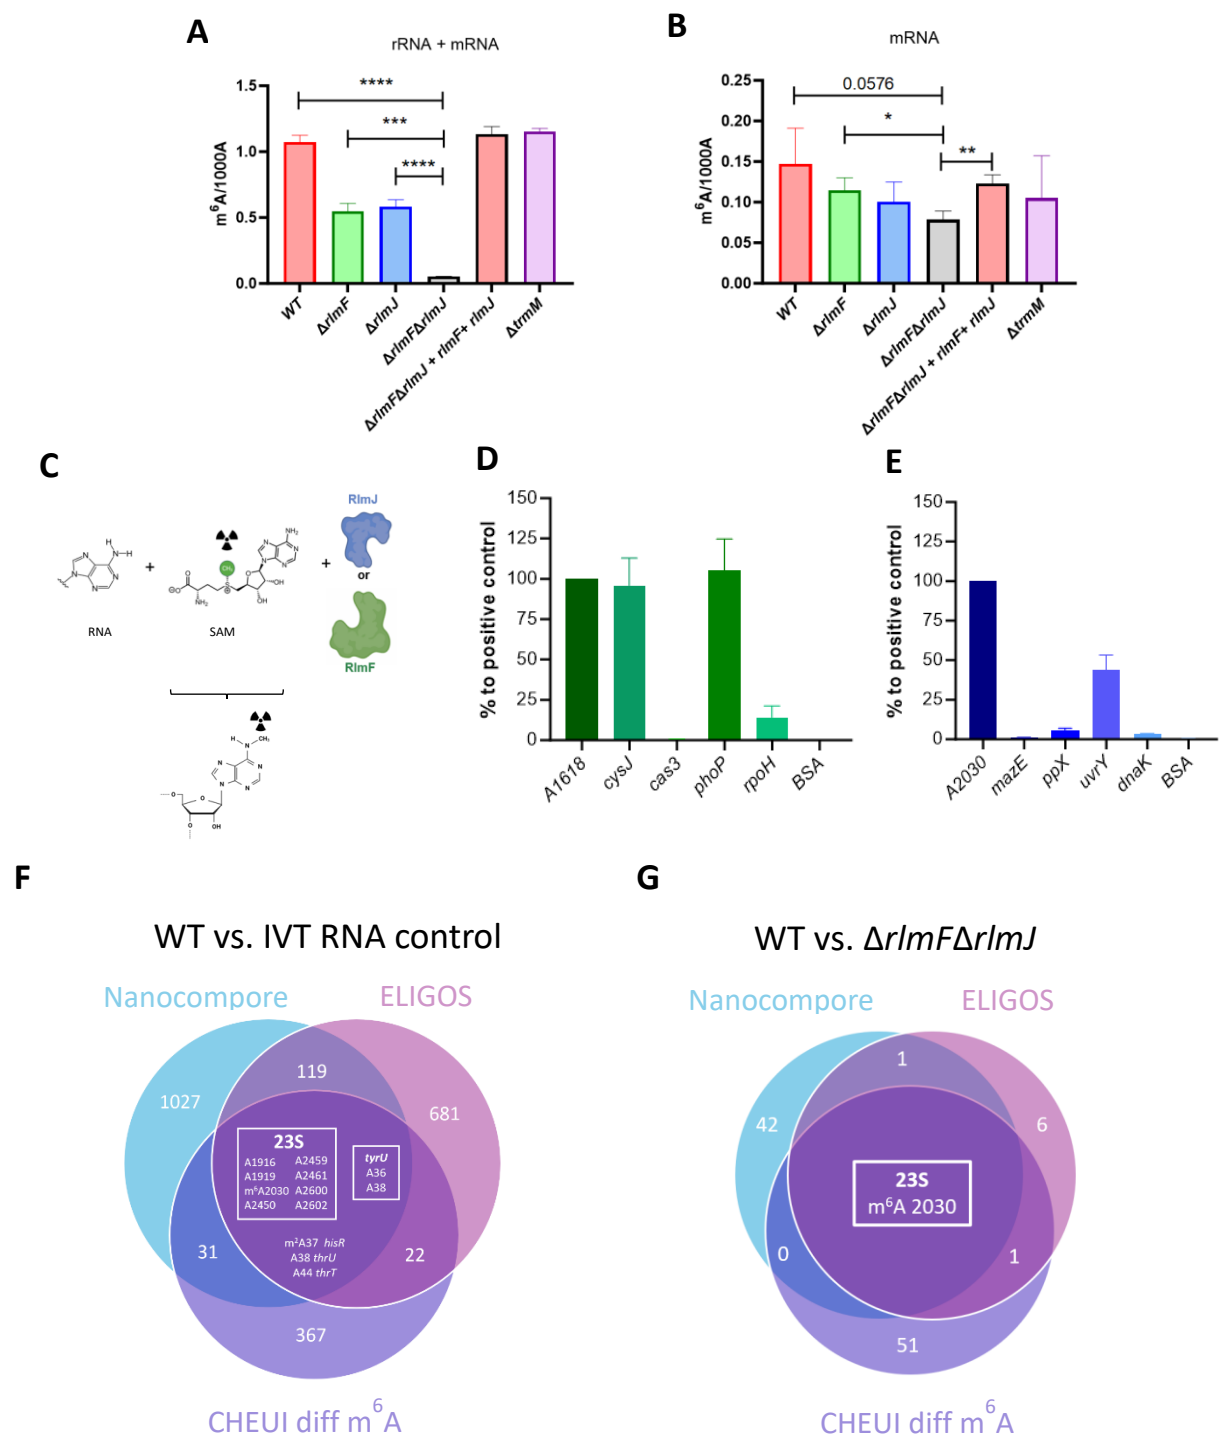 A
rRNA + mRNA
m⁶A/1000A
1.5
1.0
0.5
0.0
****
***
****
WT
ΔrlmF
ΔrlmJ
ΔrlmFΔrlmJ
ΔrlmFΔrlmJ + rlmF+ rlmJ
ΔtrmM
B
mRNA
m⁶A/1000A
0.25
0.20
0.15
0.10
0.05
0.00
0.0576
*
**
WT
ΔrlmF
ΔrlmJ
ΔrlmFΔrlmJ
ΔrlmFΔrlmJ + rlmF+ rlmJ
ΔtrmM
C
RlmJ
or
RlmF
+
+
RNA
SAM
D
% to positive control
150
125
100
75
50
25
0
A1618
cysJ
cas3
phoP
rpoH
BSA
E
% to positive control
150
125
100
75
50
25
0
A2030
mazE
ppX
uvrY
dnaK
BSA
F
WT vs. IVT RNA control
Nanocompore
ELIGOS
119
1027
681
23S
A1916 A2459
A1919 A2461
m⁶A2030 A2600
A2450 A2602
tyrU
A36
A38
m²A37 hisR
A38 thrU
A44 thrT
31
22
367
CHEUI diff m⁶A
G
WT vs. ΔrlmFΔrlmJ
Nanocompore
ELIGOS
1
42
6
23S
m⁶A 2030
0
1
51
CHEUI diff m⁶A